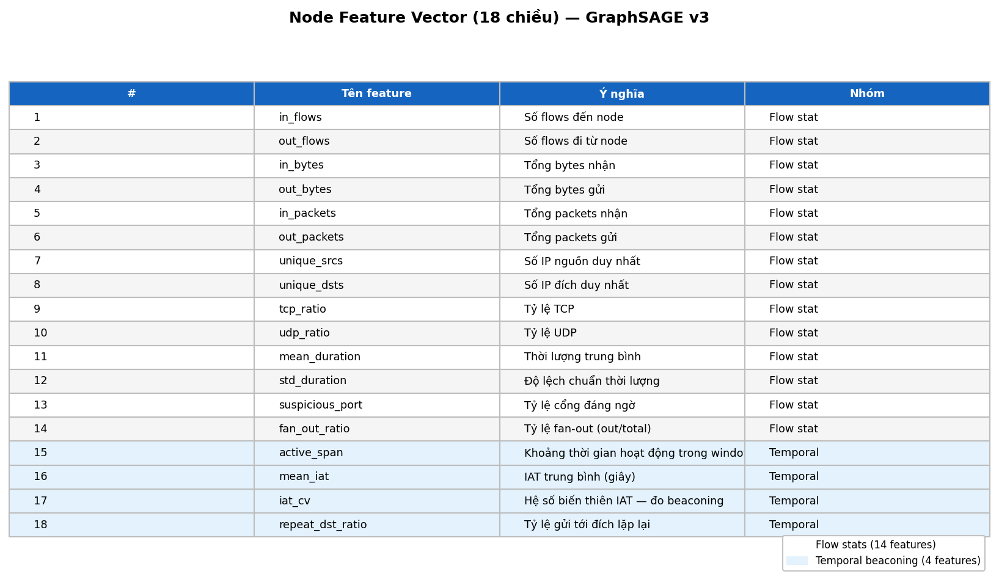 Node Feature Vector (18 chiều) — GraphSAGE v3
# Tên feature Ý nghĩa Nhóm
1 in_flows Số flows đến node Flow stat
2 out_flows Số flows đi từ node Flow stat
3 in_bytes Tổng bytes nhận Flow stat
4 out_bytes Tổng bytes gửi Flow stat
5 in_packets Tổng packets nhận Flow stat
6 out_packets Tổng packets gửi Flow stat
7 unique_srcs Số IP nguồn duy nhất Flow stat
8 unique_dsts Số IP đích duy nhất Flow stat
9 tcp_ratio Tỷ lệ TCP Flow stat
10 udp_ratio Tỷ lệ UDP Flow stat
11 mean_duration Thời lượng trung bình Flow stat
12 std_duration Độ lệch chuẩn thời lượng Flow stat
13 suspicious_port Tỷ lệ cổng đáng ngờ Flow stat
14 fan_out_ratio Tỷ lệ fan-out (out/total) Flow stat
15 active_span Khoảng thời gian hoạt động trong Temporal
16 mean_iat IAT trung bình (giây) Temporal
17 iat_cv Hệ số biến thiên IAT — đo beaconing Temporal
18 repeat_dst_ratio Tỷ lệ gửi tới đích lặp lại Temporal
Flow stats (14 features)
Temporal beaconing (4 features)